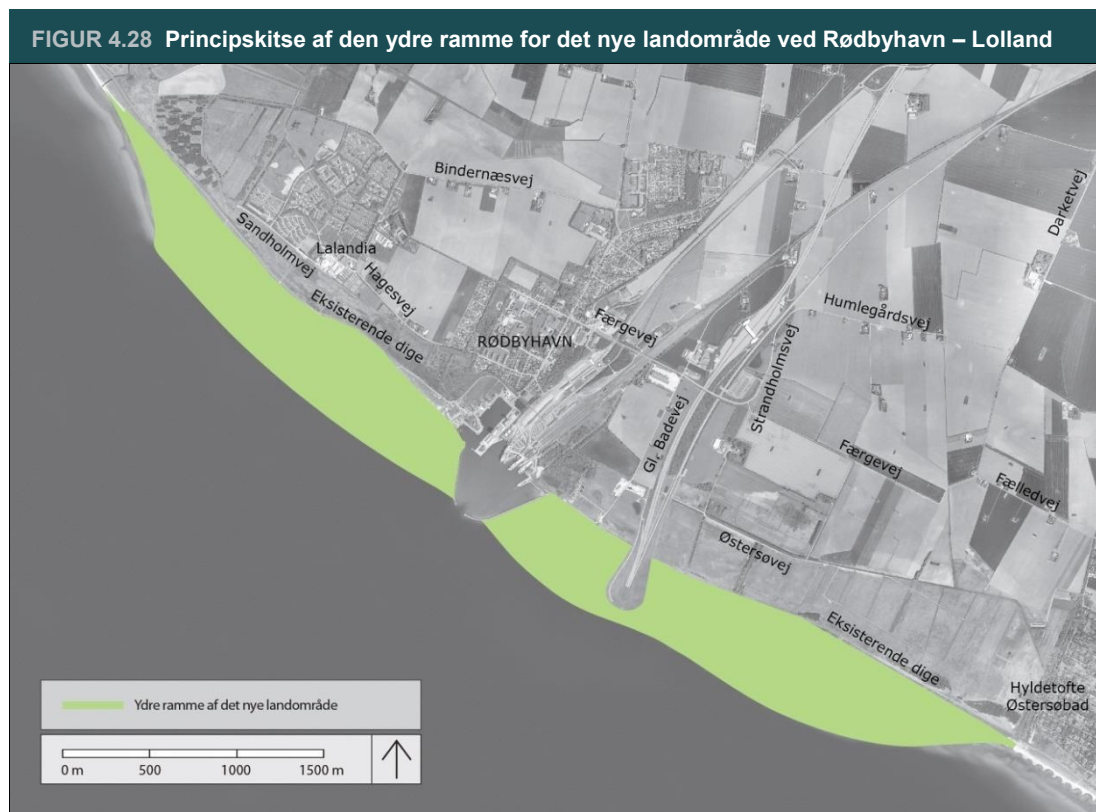 FIGUR 4.28 Principskitse af den ydre ramme for det nye landområde ved Rødbyhavn – Lolland
Bindernæsvej
Darketvej
Sandholmvej
Lalandia
Hagesvej
Eksisterende dige
RØDBYHAVN
Færgevej
Humlegårdsvej
Strandholmsvej
Gl. Badevej
Færgevej
Fælledvej
Østersøvej
Eksisterende dige
Hyldetofte
Østersøbad
Ydre ramme af det nye landområde
0 m 500 1000 1500 m